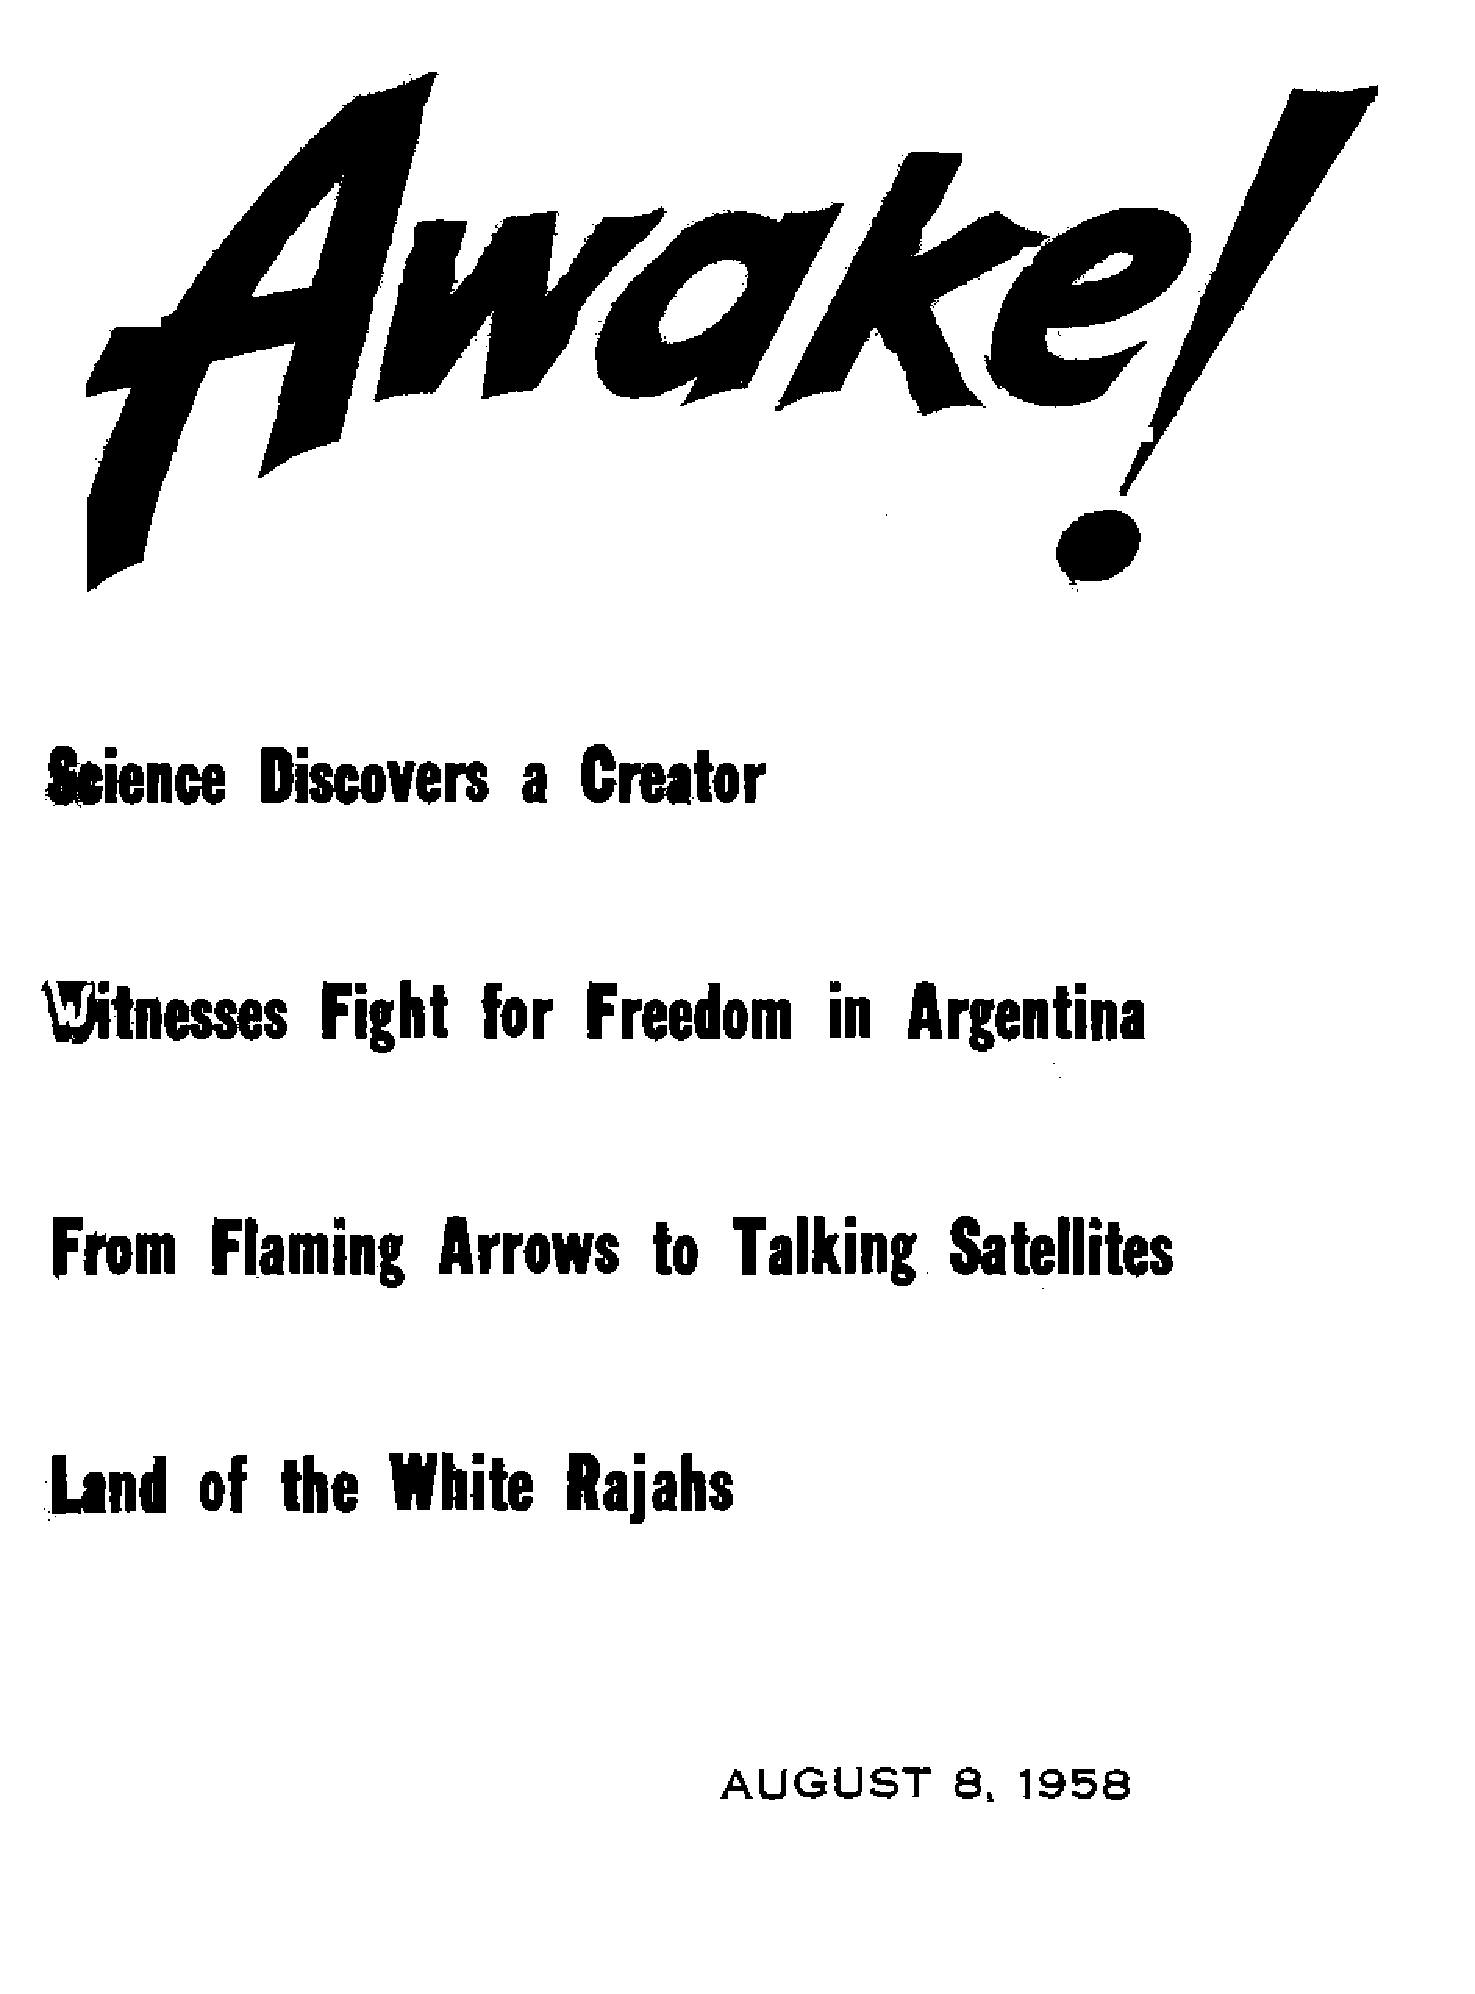 Awake!
Science Discovers a Creator
Witnesses Fight for Freedom in Argentina
From Flaming Arrows to Talking Satellites
Land of the White Rajahs
AUGUST 8, 1958